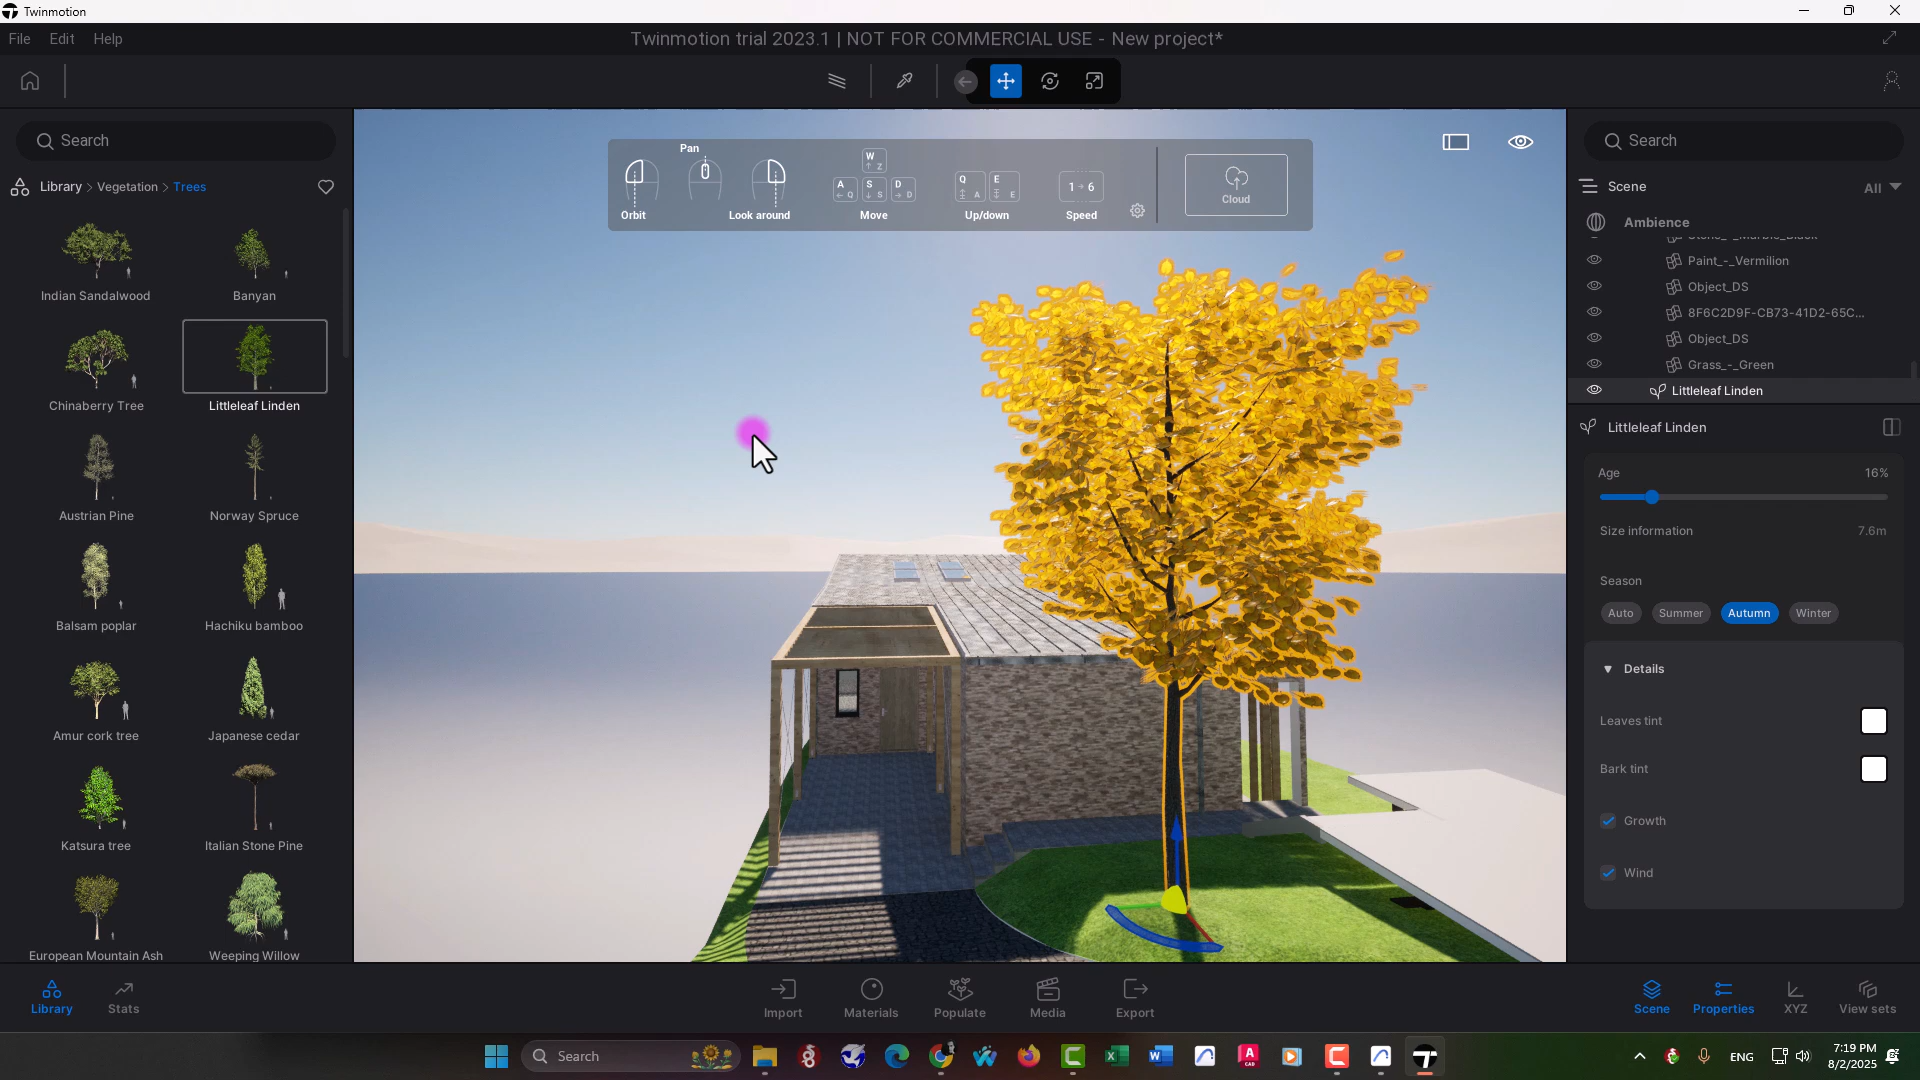 Twinmotion
File Edit Help
Twinmotion trial 2023.1 | NOT FOR COMMERCIAL USE - New project*
Search
Library > Vegetation > Trees
Indian Sandalwood Banyan
Chinaberry Tree Littleleaf Linden
Austrian Pine Norway Spruce
Balsam poplar Hachiku bamboo
Amur cork tree Japanese cedar
Katsura tree Italian Stone Pine
European Mountain Ash Weeping Willow
Pan
Orbit Look around
W Z
A Q S S D D
Move
Q A E E
Up/down
1 6
Speed
Cloud
Search
Scene All
Ambience
Paint_-_Vermilion
Object_DS
8F6C2D9F-CB73-41D2-65C...
Object_DS
Grass_-_Green
Littleleaf Linden
Littleleaf Linden
Age 16%
Size information 7.6m
Season
Auto Summer Autumn Winter
Details
Leaves tint
Bark tint
Growth
Wind
Library Stats
Import Materials Populate Media Export
Scene Properties XYZ View sets
Search
ENG
7:19 PM
8/2/2025